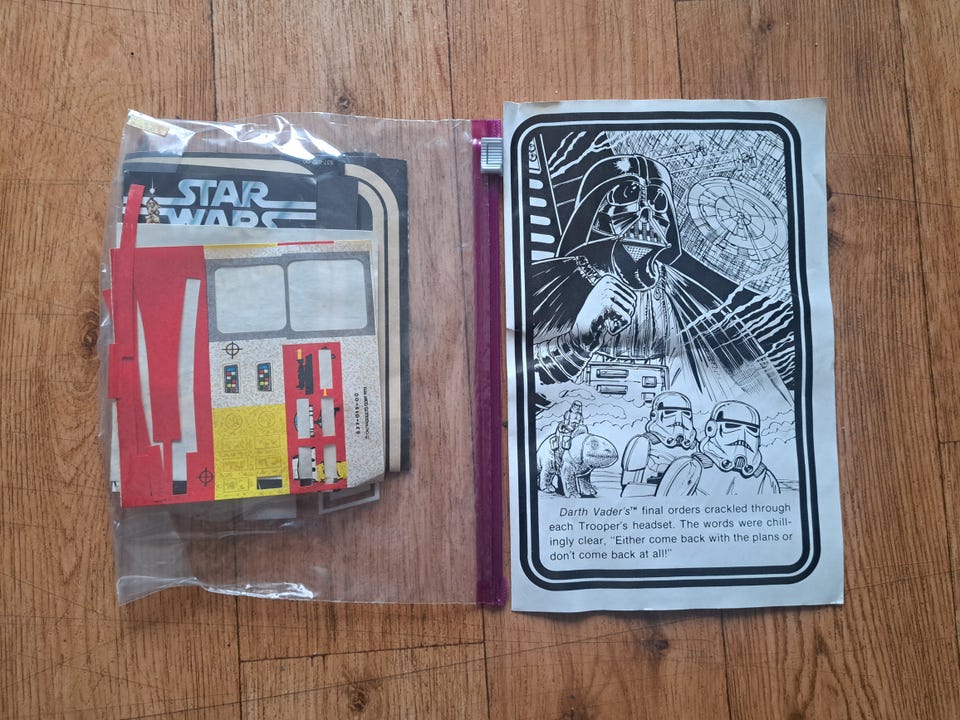 STAR
WARS
Darth Vader's™ final orders crackled through
each Trooper's headset. The words were chill-
ingly clear, "Either come back with the plans or
don't come back at all!"